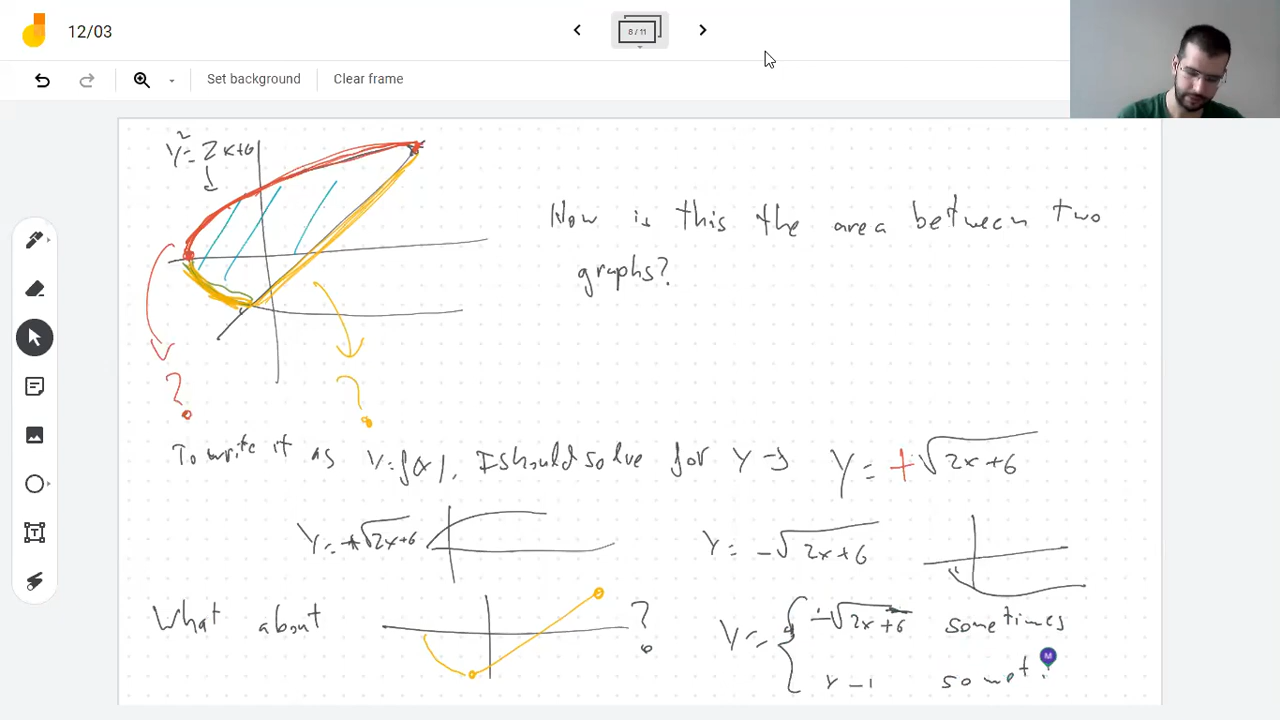 12/03
8 / 11
Set background
Clear frame
y² = 2x+6
How is this the area between two
graphs?
?
?
To write it as y=f(x), I should solve for y → y = +√2x+6
y = +√2x+6
y = -√2x+6
What about
?
y = { -√2x+6 sometimes
x-1
M